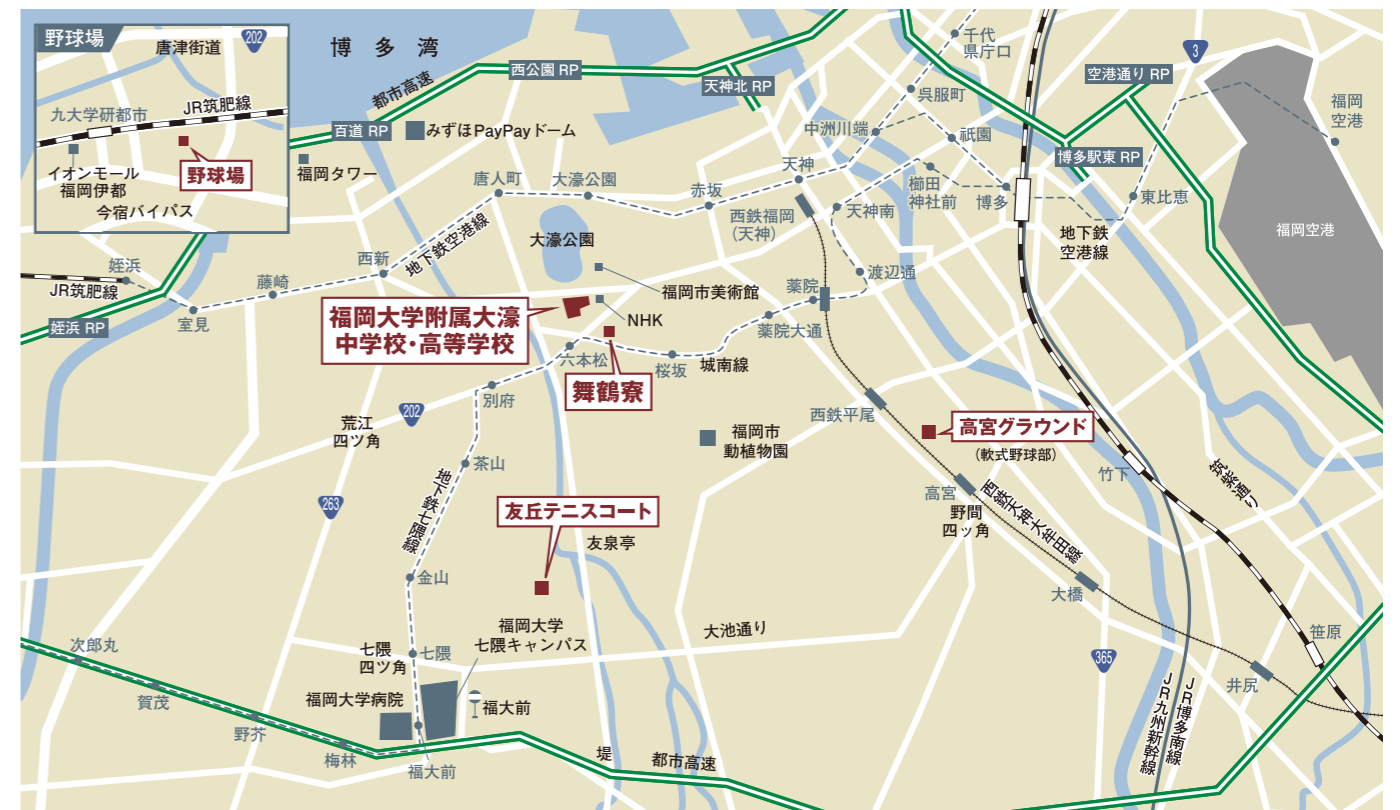 野球場
唐津街道
202
九大学研都市
JR筑肥線
イオンモール
福岡伊都
野球場
今宿バイパス
博多湾
都市高速
西公園 RP
天神北 RP
百道 RP
みずほPayPayドーム
福岡タワー
千代
県庁口
3
空港通り RP
福岡
空港
呉服町
中洲川端
祇園
博多駅東 RP
唐人町
大濠公園
赤坂
天神
櫛田
神社前
博多
東比恵
西鉄福岡
(天神)
天神南
地下鉄
空港線
福岡空港
大濠公園
地下鉄空港線
西新
姪浜
JR筑肥線
藤崎
姪浜 RP
室見
福岡市美術館
渡辺通
薬院
薬院大通
福岡大学附属大濠
中学校・高等学校
NHK
六本松
桜坂
城南線
舞鶴寮
別府
202
荒江
四ツ角
西鉄平尾
高宮グラウンド
(軟式野球部)
福岡市
動植物園
茶山
地下鉄七隈線
263
竹下
筑紫通り
高宮
野間
四ッ角
西鉄天神大牟田線
友丘テニスコート
友泉亭
金山
大橋
福岡大学
七隈キャンパス
大池通り
次郎丸
七隈
四ツ角
七隈
365
笹原
井尻
賀茂
福岡大学病院
福大前
野芥
梅林
福大前
堤
都市高速
JR博多南線
JR九州新幹線